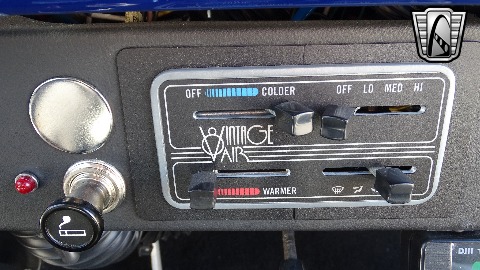 OFF COLDER OFF LO MED HI
VINTAGE
AIR
WARMER